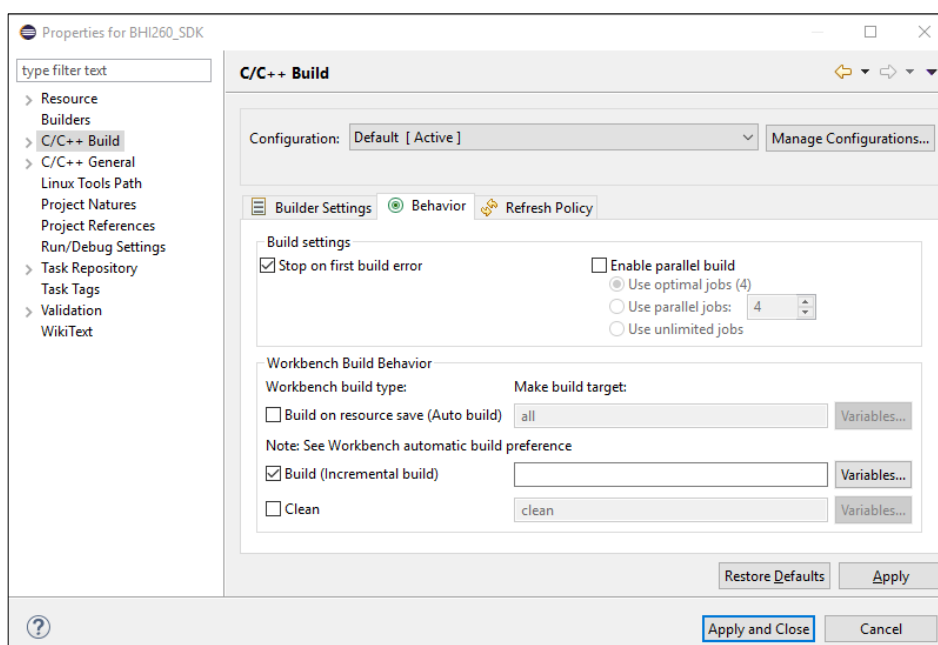 Properties for BHI260_SDK
type filter text
Resource
Builders
C/C++ Build
C/C++ General
Linux Tools Path
Project Natures
Project References
Run/Debug Settings
Task Repository
Task Tags
Validation
WikiText
C/C++ Build
Configuration: Default [ Active ] Manage Configurations...
Builder Settings Behavior Refresh Policy
Build settings
Stop on first build error Enable parallel build
Use optimal jobs (4)
Use parallel jobs: 4
Use unlimited jobs
Workbench Build Behavior
Workbench build type: Make build target:
Build on resource save (Auto build) all Variables...
Note: See Workbench automatic build preference
Build (Incremental build) Variables...
Clean clean Variables...
Restore Defaults Apply
? Apply and Close Cancel